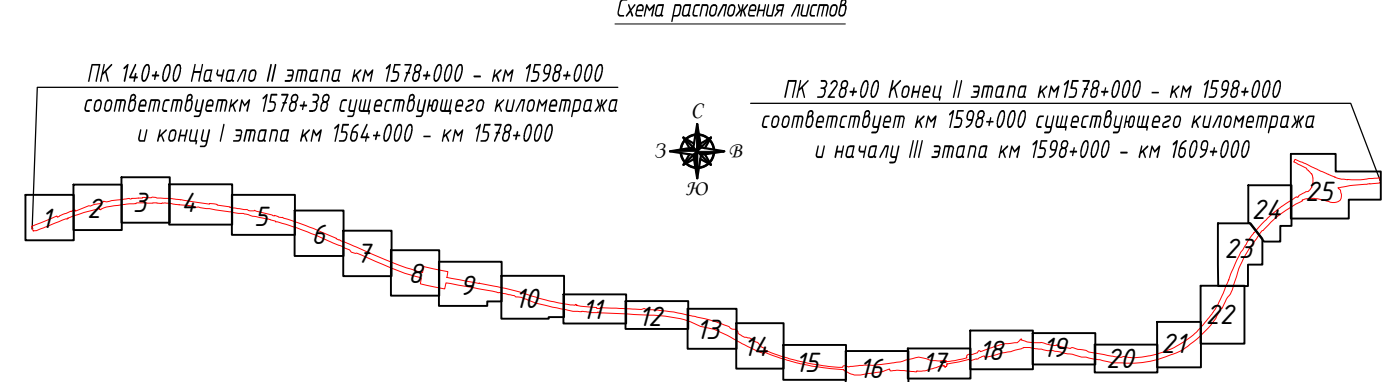 Схема расположения листов
ПК 140+00 Начало II этапа км 1578+000 - км 1598+000
соответствуеткм 1578+38 существующего километража
и концу I этапа км 1564+000 - км 1578+000
ПК 328+00 Конец II этапа км1578+000 - км 1598+000
соответствует км 1598+000 существующего километража
и началу III этапа км 1598+000 - км 1609+000
С
З
В
Ю
1
2
3
4
5
6
7
8
9
10
11
12
13
14
15
16
17
18
19
20
21
22
23
24
25